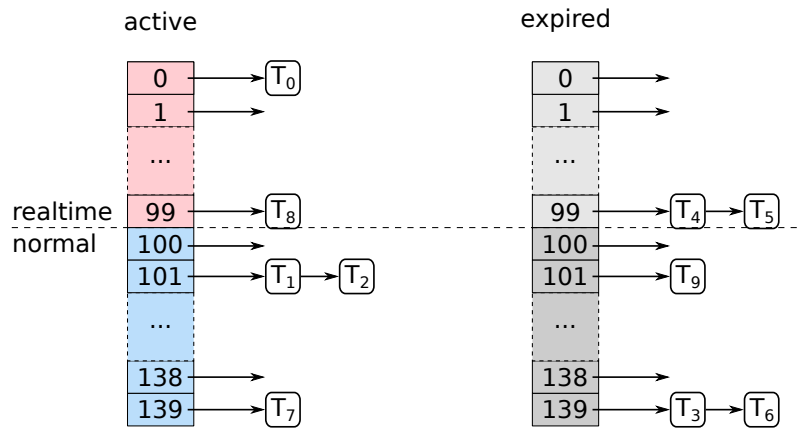 active expired
0 T0 0
1 1
... ...
realtime 99 T8 99 T4 T5
normal 100 100
101 T1 T2 101 T9
... ...
138 138
139 T7 139 T3 T6